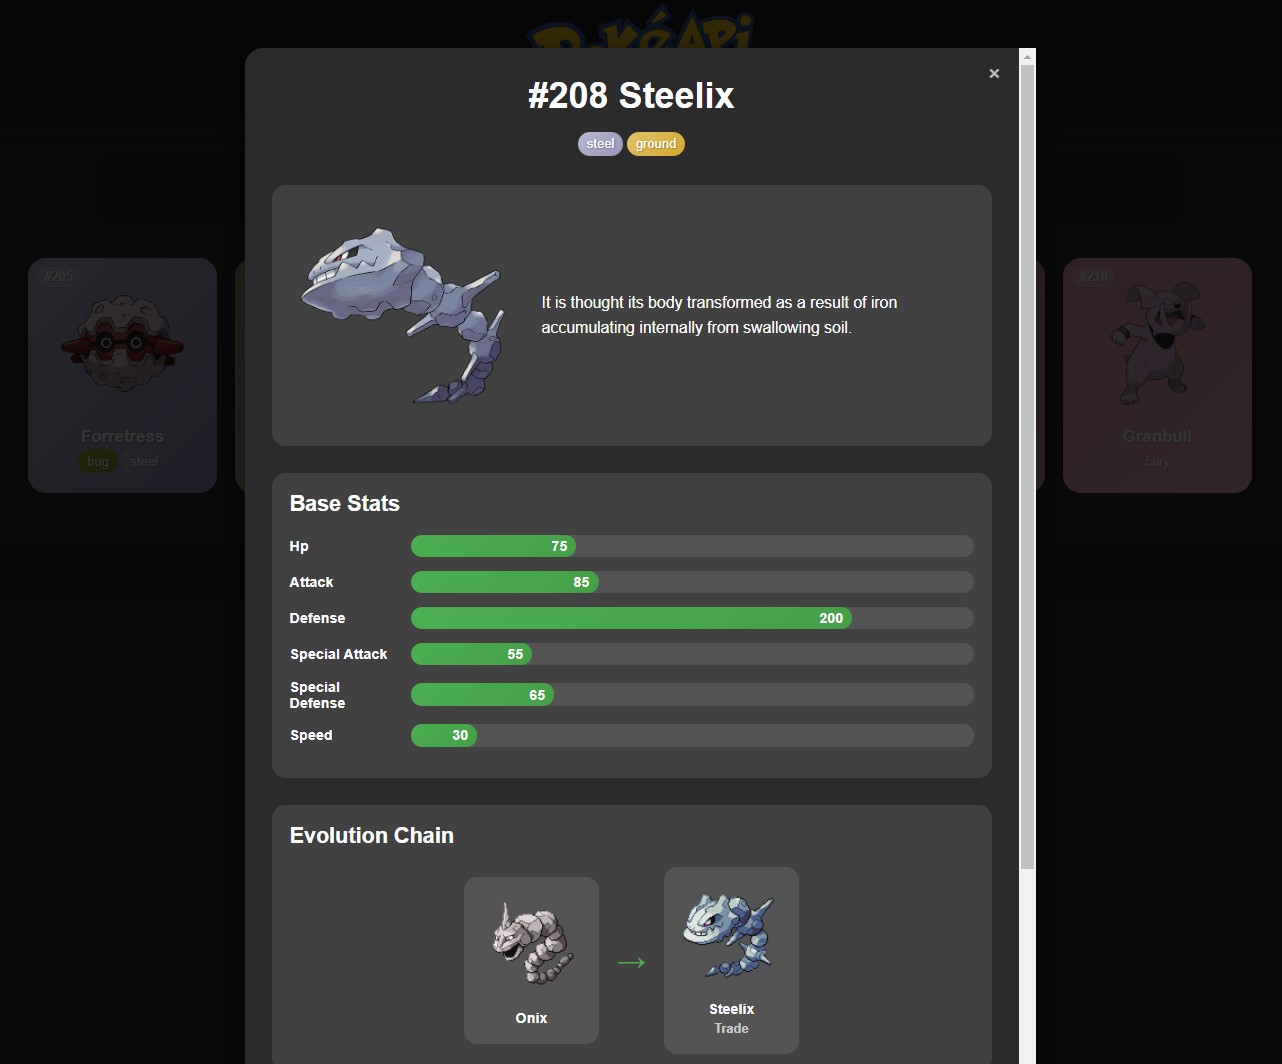 PokéAPI
×
#208 Steelix
steel ground
It is thought its body transformed as a result of iron
accumulating internally from swallowing soil.
#205
Forretress
bug steel
#210
Granbull
fairy
Base Stats
Hp 75
Attack 85
Defense 200
Special Attack 55
Special
Defense 65
Speed 30
Evolution Chain
Onix
→
Steelix
Trade